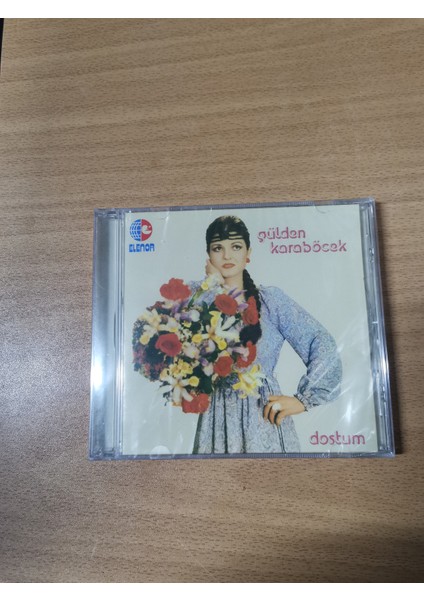 ELENOR
gülden
karaböcek
dostum